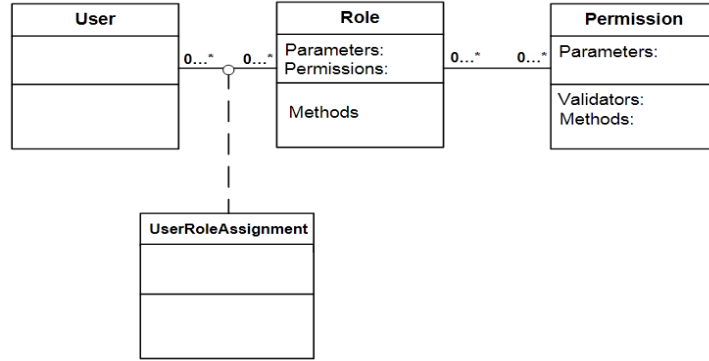 User
Role
Permission
0...*
0...*
Parameters:
Permissions:
0...*
0...*
Parameters:
Methods
Validators:
Methods:
UserRoleAssignment